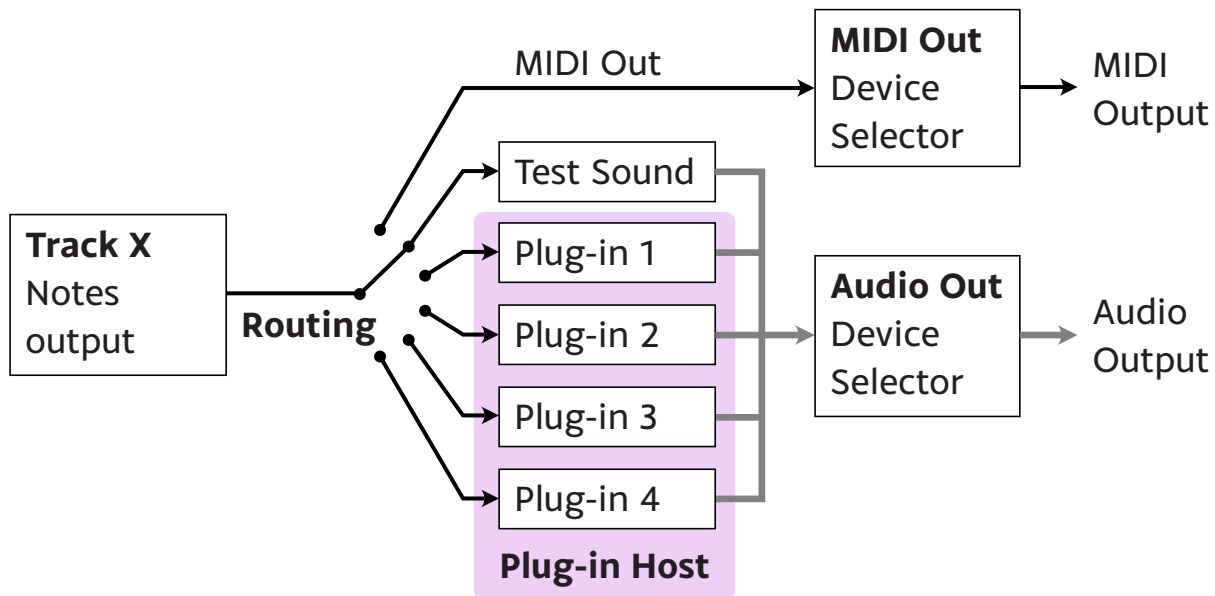 Track X
Notes
output
Routing
MIDI Out
MIDI Out
Device
Selector
MIDI
Output
Test Sound
Plug-in 1
Plug-in 2
Plug-in 3
Plug-in 4
Plug-in Host
Audio Out
Device
Selector
Audio
Output